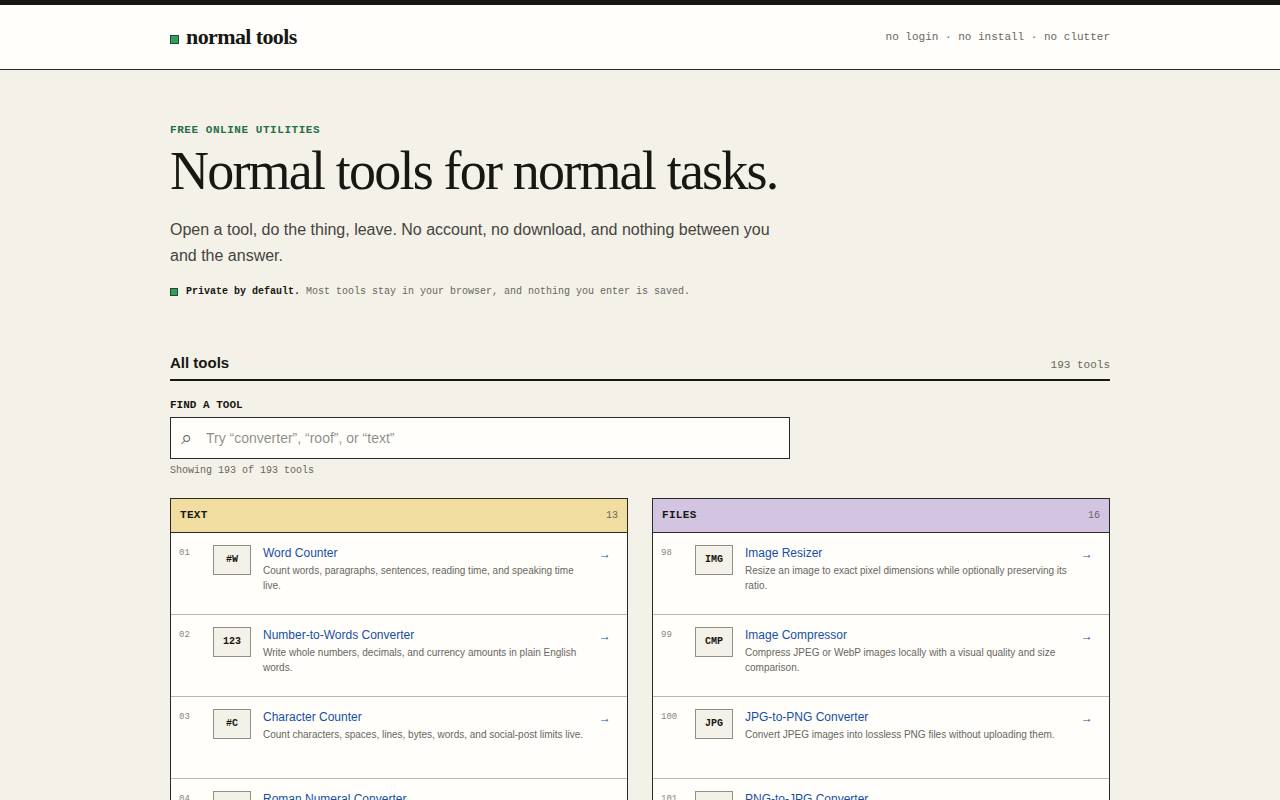 normal tools
no login · no install · no clutter
FREE ONLINE UTILITIES
Normal tools for normal tasks.
Open a tool, do the thing, leave. No account, no download, and nothing between you
and the answer.
Private by default. Most tools stay in your browser, and nothing you enter is saved.
All tools
193 tools
FIND A TOOL
⌕ Try “converter”, “roof”, or “text”
Showing 193 of 193 tools
TEXT 13
01 #W Word Counter →
Count words, paragraphs, sentences, reading time, and speaking time
live.
02 123 Number-to-Words Converter →
Write whole numbers, decimals, and currency amounts in plain English
words.
03 #C Character Counter →
Count characters, spaces, lines, bytes, words, and social-post limits live.
04 Roman Numeral Converter
FILES 16
98 IMG Image Resizer →
Resize an image to exact pixel dimensions while optionally preserving its
ratio.
99 CMP Image Compressor →
Compress JPEG or WebP images locally with a visual quality and size
comparison.
100 JPG JPG-to-PNG Converter →
Convert JPEG images into lossless PNG files without uploading them.
101 PNG-to-JPG Converter